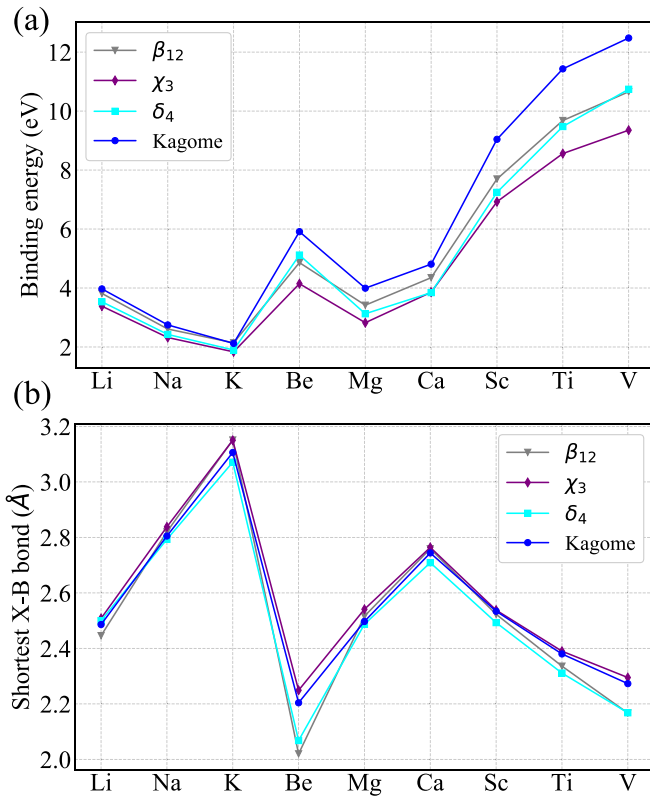 (a)
Binding energy (eV)
12
10
8
6
4
2
β12
χ3
δ4
Kagome
Li Na K Be Mg Ca Sc Ti V
(b)
Shortest X-B bond (Å)
3.2
3.0
2.8
2.6
2.4
2.2
2.0
β12
χ3
δ4
Kagome
Li Na K Be Mg Ca Sc Ti V